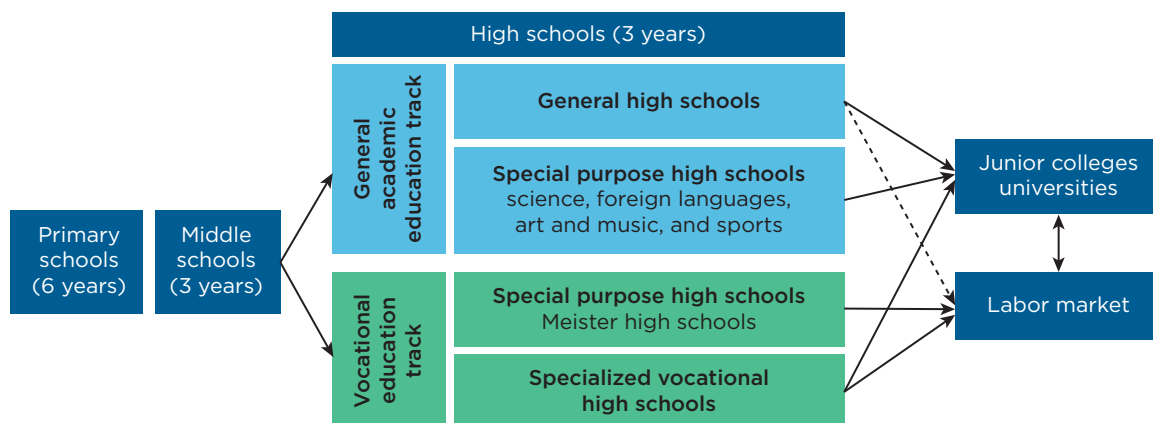 High schools (3 years)
Primary
schools
(6 years)
Middle
schools
(3 years)
General
academic
education track
General high schools
Special purpose high schools
science, foreign languages,
art and music, and sports
Vocational
education
track
Special purpose high schools
Meister high schools
Specialized vocational
high schools
Junior colleges
universities
Labor market